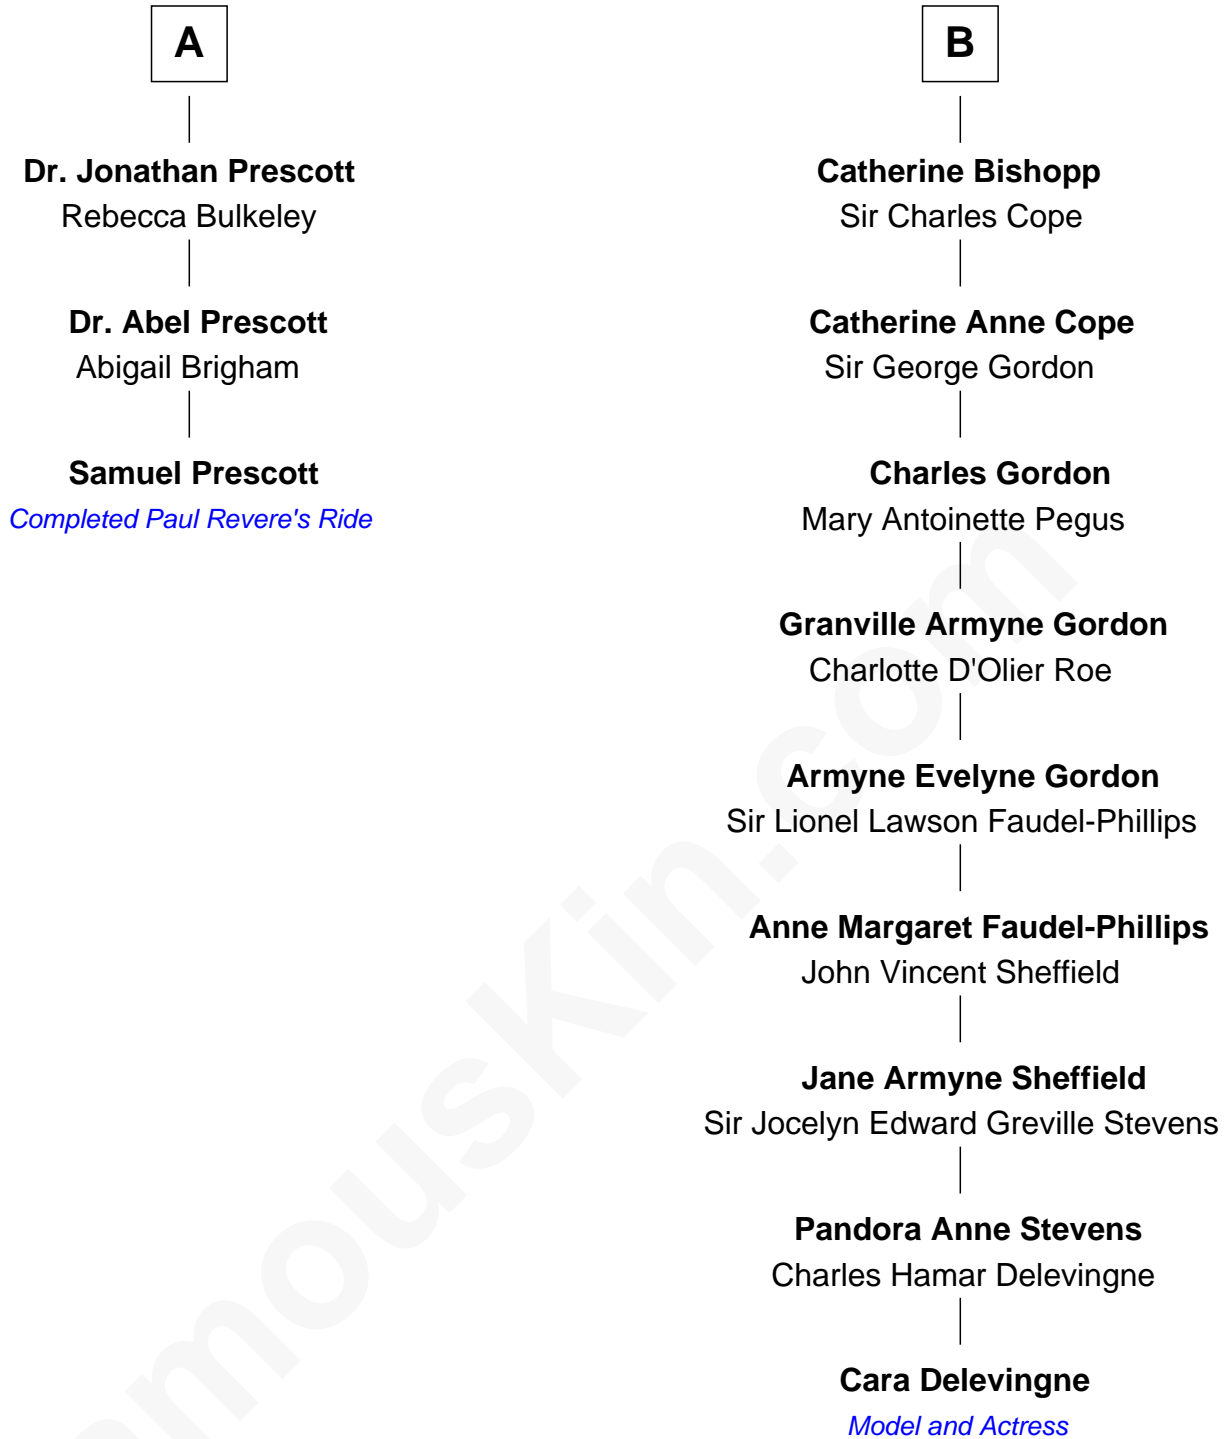 A
Dr. Jonathan Prescott
Rebecca Bulkeley
Dr. Abel Prescott
Abigail Brigham
Samuel Prescott
Completed Paul Revere's Ride
B
Catherine Bishopp
Sir Charles Cope
Catherine Anne Cope
Sir George Gordon
Charles Gordon
Mary Antoinette Pegus
Granville Armyne Gordon
Charlotte D'Olier Roe
Armyne Evelyne Gordon
Sir Lionel Lawson Faudel-Phillips
Anne Margaret Faudel-Phillips
John Vincent Sheffield
Jane Armyne Sheffield
Sir Jocelyn Edward Greville Stevens
Pandora Anne Stevens
Charles Hamar Delevingne
Cara Delevingne
Model and Actress
amousKin.com